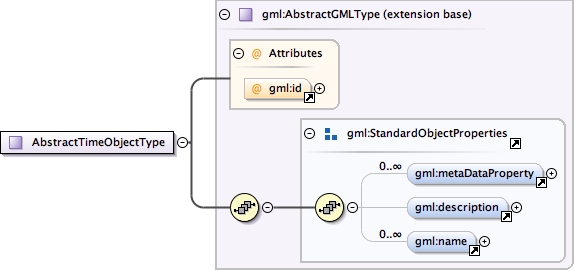 gml:AbstractGMLType (extension base)
@ Attributes
@ gml:id
AbstractTimeObjectType
gml:StandardObjectProperties
0..∞
gml:metaDataProperty
gml:description
0..∞
gml:name